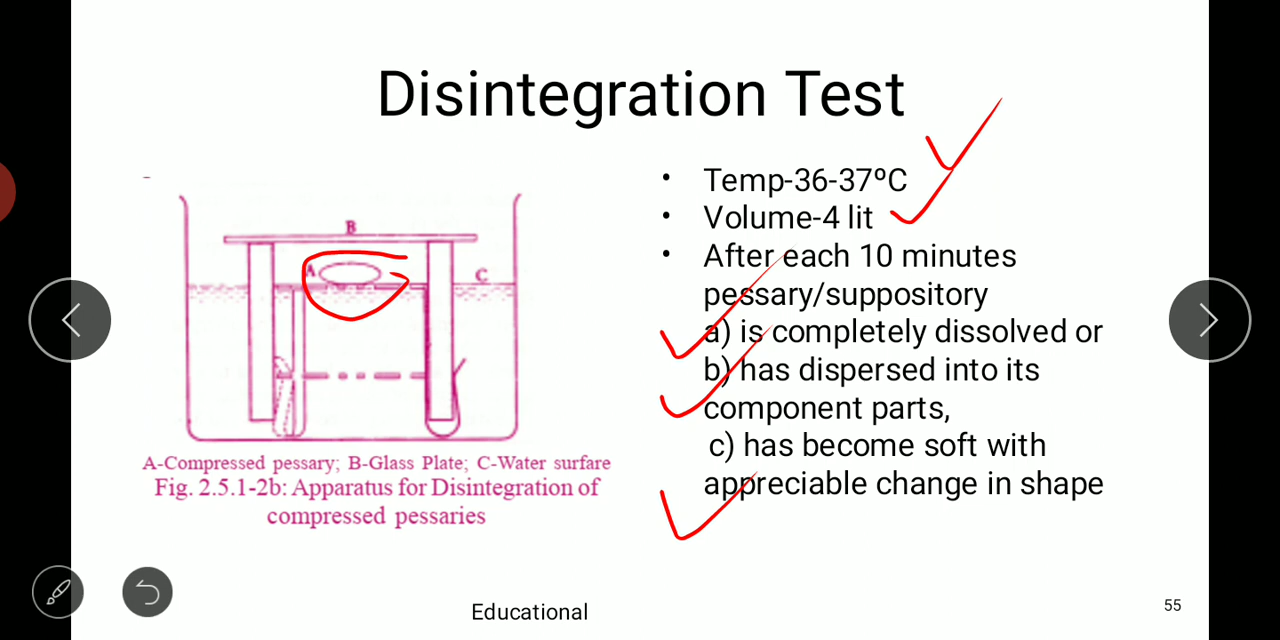 Disintegration Test
B
A
C
A-Compressed pessary; B-Glass Plate; C-Water surfare
Fig. 2.5.1-2b: Apparatus for Disintegration of
compressed pessaries
• Temp-36-37ºC
• Volume-4 lit
• After each 10 minutes
pessary/suppository
a) is completely dissolved or
b) has dispersed into its
component parts,
c) has become soft with
appreciable change in shape
Educational
55